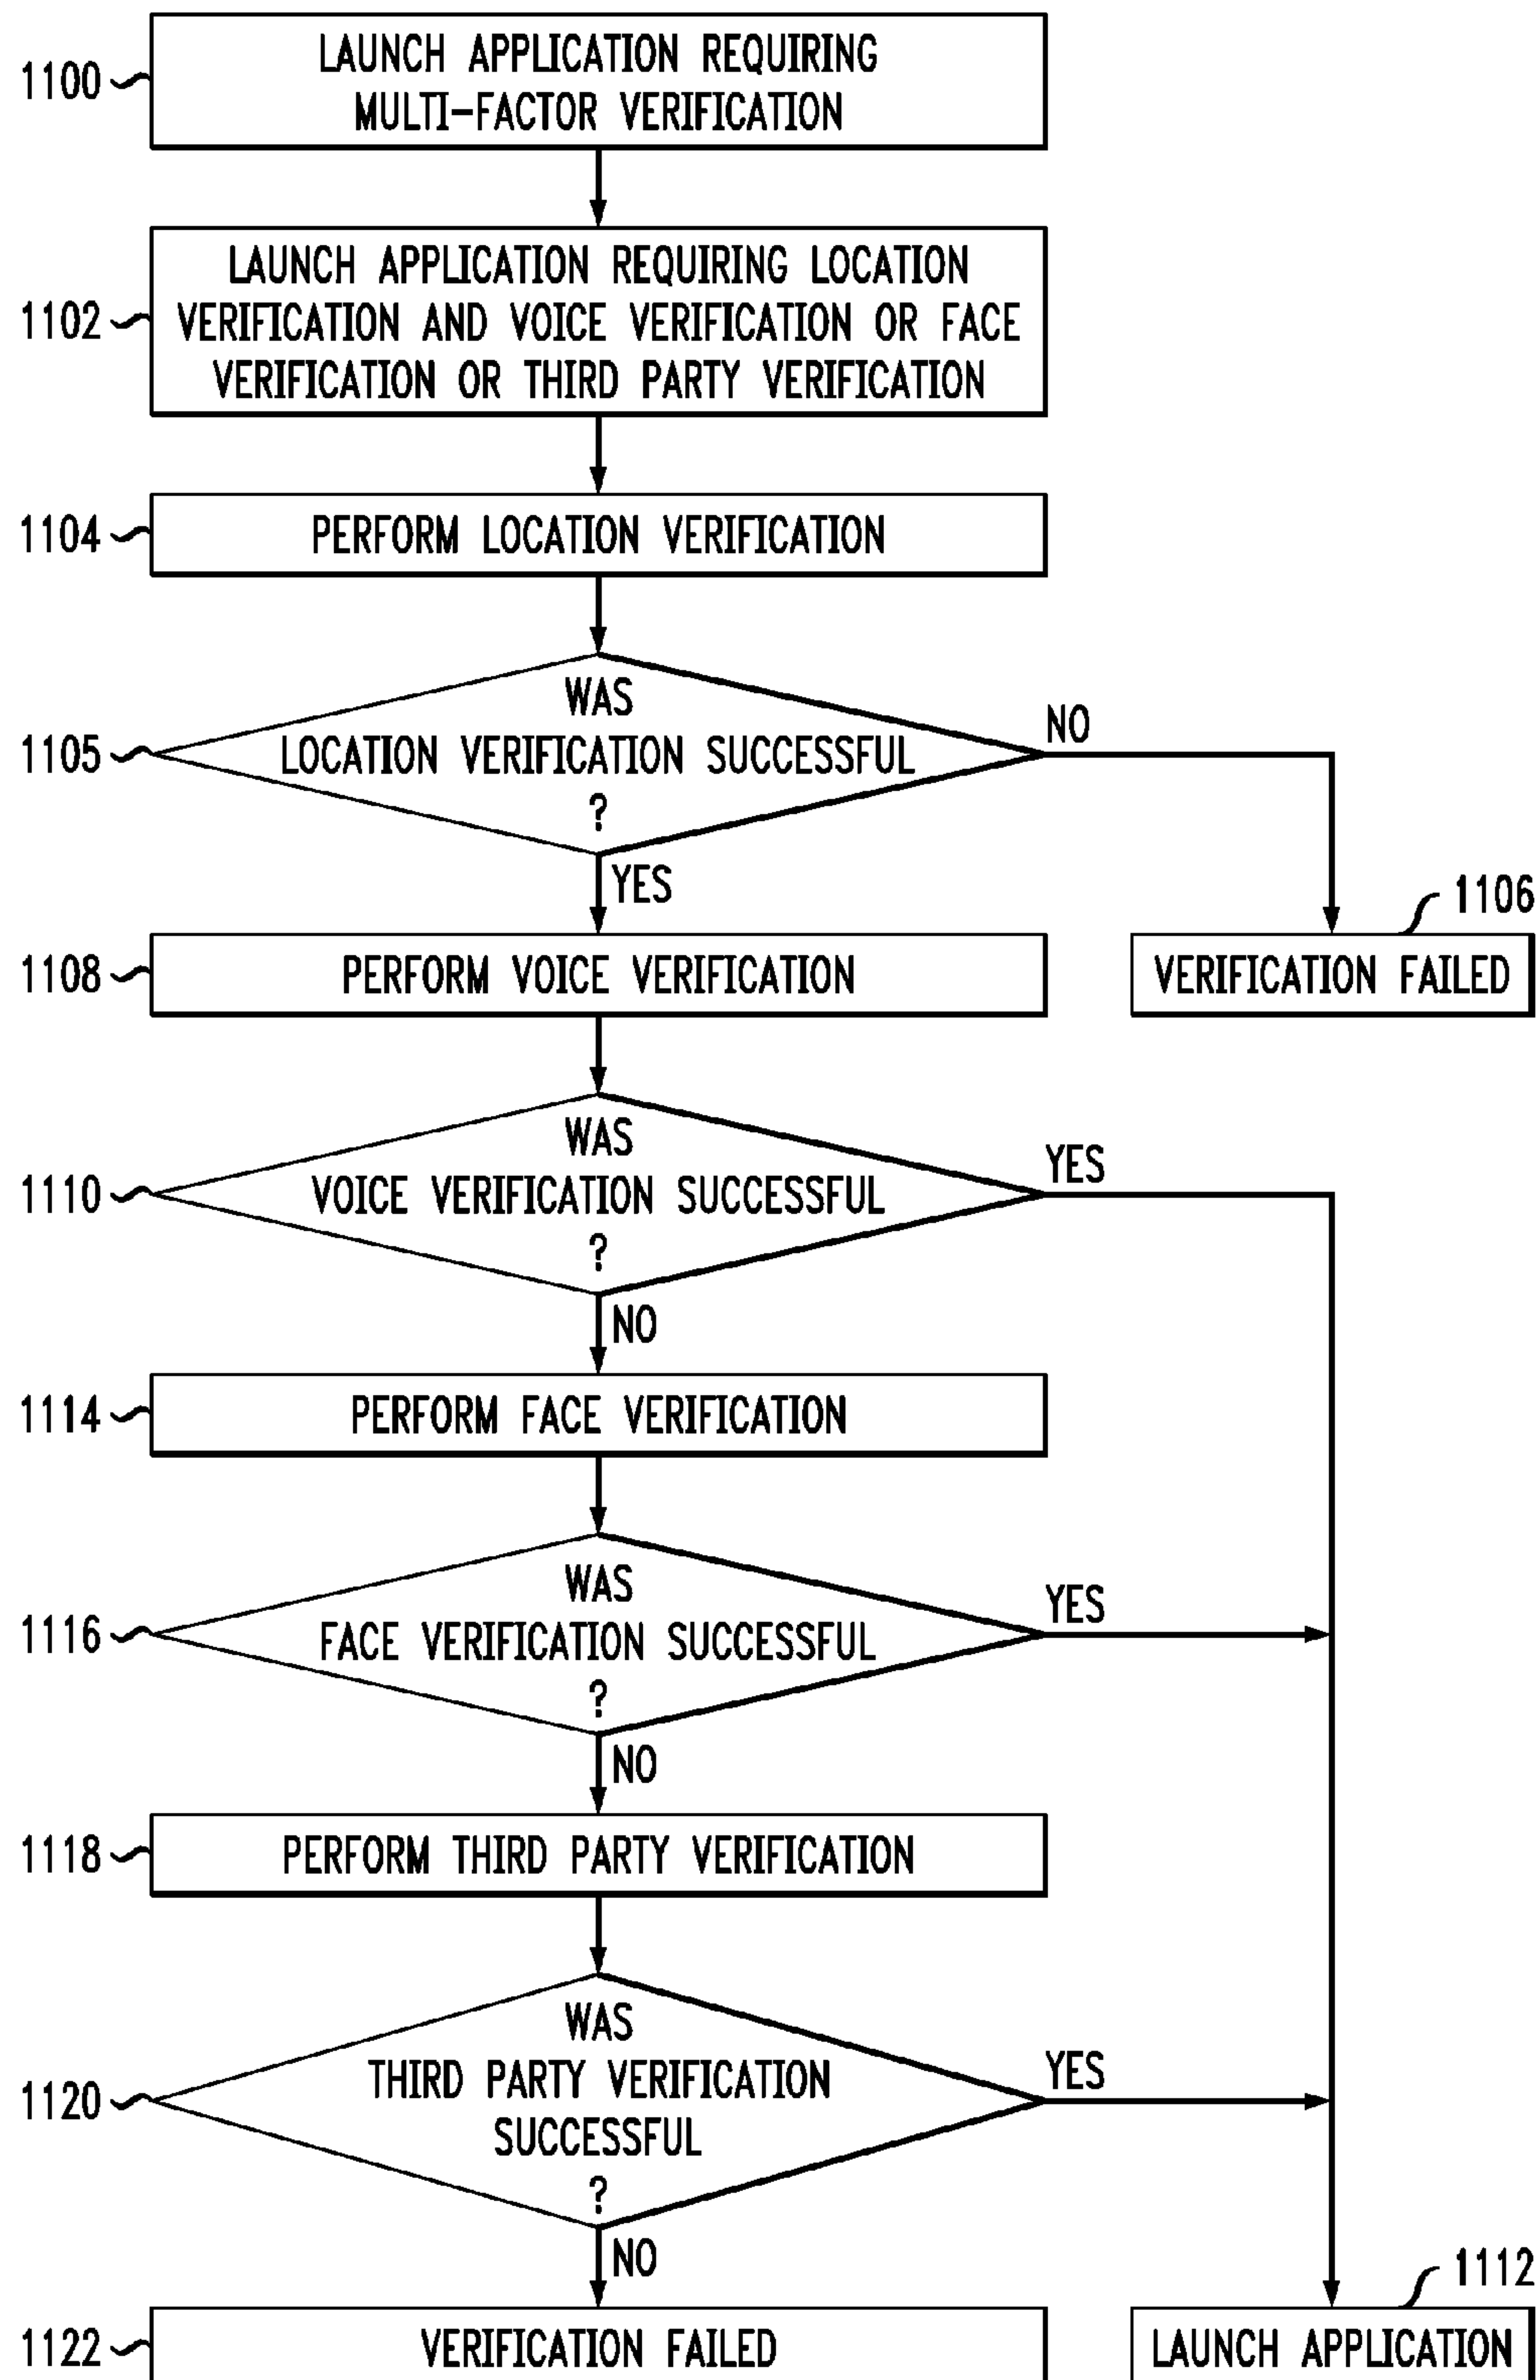 1100
LAUNCH APPLICATION REQUIRING
MULTI-FACTOR VERIFICATION
1102
LAUNCH APPLICATION REQUIRING LOCATION
VERIFICATION AND VOICE VERIFICATION OR FACE
VERIFICATION OR THIRD PARTY VERIFICATION
1104
PERFORM LOCATION VERIFICATION
1105
WAS
LOCATION VERIFICATION SUCCESSFUL
?
NO
YES
1106
VERIFICATION FAILED
1108
PERFORM VOICE VERIFICATION
1110
WAS
VOICE VERIFICATION SUCCESSFUL
?
YES
NO
1114
PERFORM FACE VERIFICATION
1116
WAS
FACE VERIFICATION SUCCESSFUL
?
YES
NO
1118
PERFORM THIRD PARTY VERIFICATION
1120
WAS
THIRD PARTY VERIFICATION
SUCCESSFUL
?
YES
NO
1122
VERIFICATION FAILED
1112
LAUNCH APPLICATION